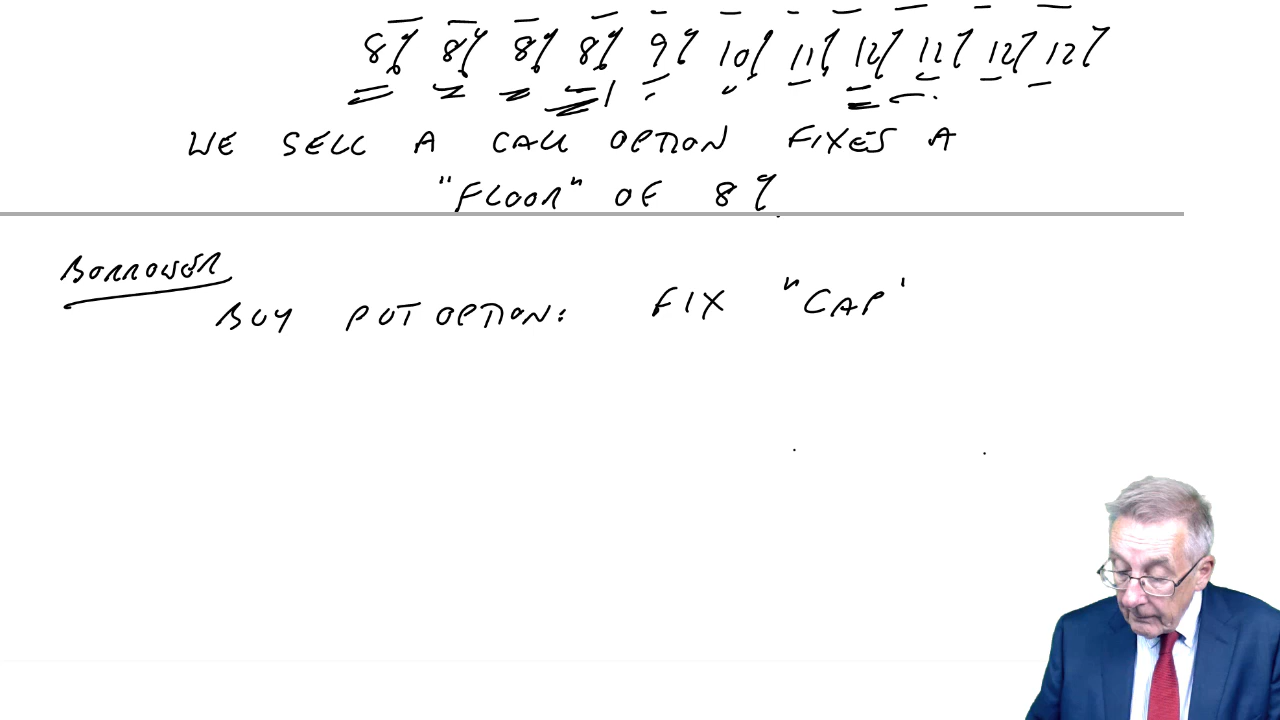 8% 8% 8% 8% 9% 10% 11% 12% 12% 12% 12%
WE SELL A CALL OPTION FIXES A
"FLOOR" OF 8%
BORROWER
BUY PUT OPTION: FIX "CAP'